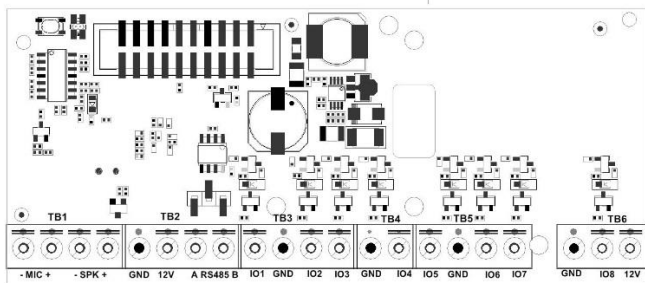 TB1 TB2 TB3 TB4 TB5 TB6
- MIC + - SPK + GND 12V A RS485 B IO1 GND IO2 IO3 GND IO4 IO5 GND IO6 IO7 GND IO8 12V